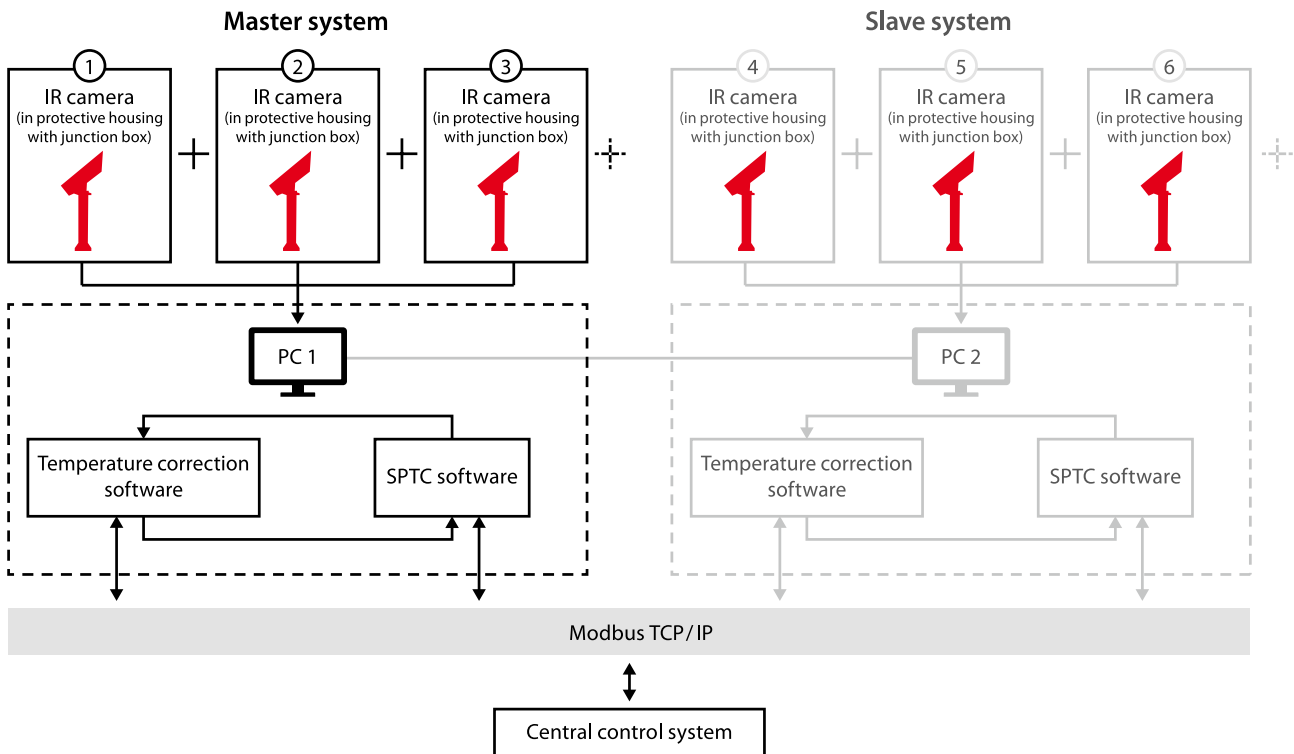 Master system
Slave system
1
2
3
4
5
6
IR camera
(in protective housing
with junction box)
IR camera
(in protective housing
with junction box)
IR camera
(in protective housing
with junction box)
IR camera
(in protective housing
with junction box)
IR camera
(in protective housing
with junction box)
IR camera
(in protective housing
with junction box)
PC 1
PC 2
Temperature correction
software
SPTC software
Temperature correction
software
SPTC software
Modbus TCP/IP
Central control system